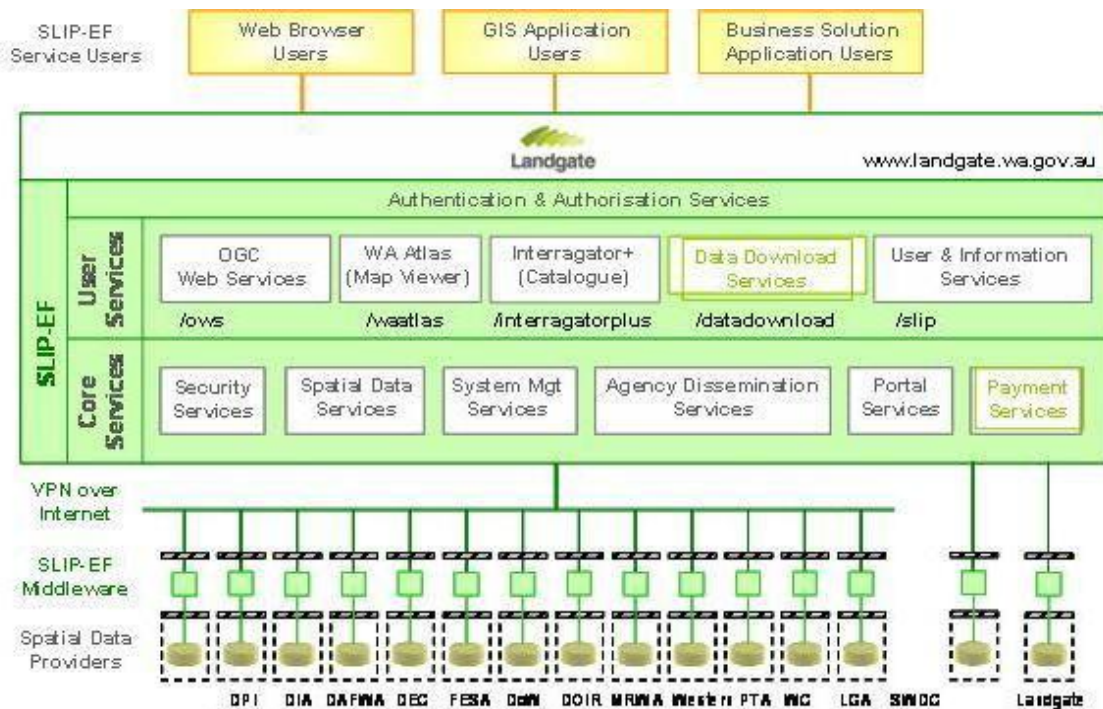 SLIP-EF
Service Users
Web Browser
Users
GIS Application
Users
Business Solution
Application Users
Landgate
www.landgate.wa.gov.au
SLIP-EF
Authentication & Authorisation Services
User
Services
OGC
Web Services
WA Atlas
(Map Viewer)
Interragator+
(Catalogue)
Data Download
Services
User & Information
Services
/ows
/waatlas
/interragatorplus
/datadownload
/slip
Core
Services
Security
Services
Spatial Data
Services
System Mgt
Services
Agency Dissemination
Services
Portal
Services
Payment
Services
VPN over
Internet
SLIP-EF
Middleware
Spatial Data
Providers
DPI DIA DAFWA DEC FESA DoW DOIR MRWA Western PTA WC LGA SWDC Landgate